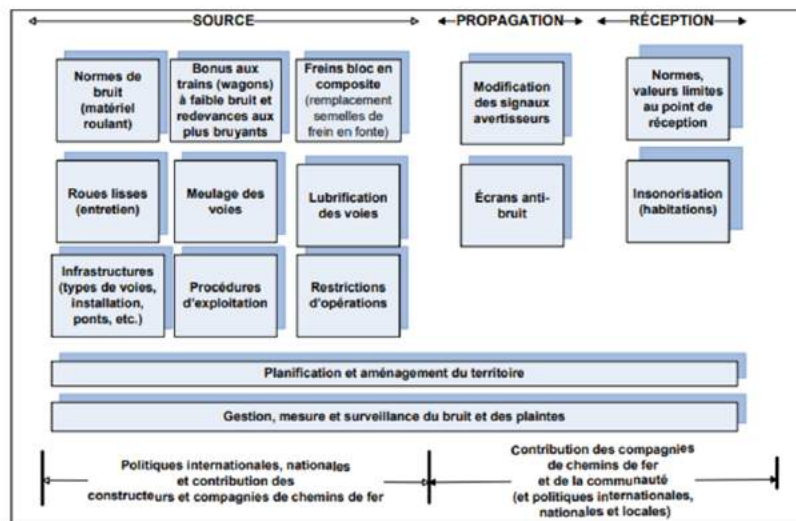 SOURCE
PROPAGATION
RÉCEPTION
Normes de
bruit
(matériel
roulant)
Bonus aux
trains (wagons)
à faible bruit et
redevances aux
plus bruyants
Freins bloc en
composite
(remplacement
semelles de
frein en fonte)
Modification
des signaux
avertisseurs
Normes,
valeurs limites
au point de
réception
Roues lisses
(entretien)
Meulage des
voies
Lubrification
des voies
Écrans anti-
bruit
Insonorisation
(habitations)
Infrastructures
(types de voies,
installation,
ponts, etc.)
Procédures
d'exploitation
Restrictions
d'opérations
Planification et aménagement du territoire
Gestion, mesure et surveillance du bruit et des plaintes
Politiques internationales, nationales
et contribution des
constructeurs et compagnies de chemins de fer
Contribution des compagnies
de chemins de fer
et de la communauté
(et politiques internationales,
nationales et locales)